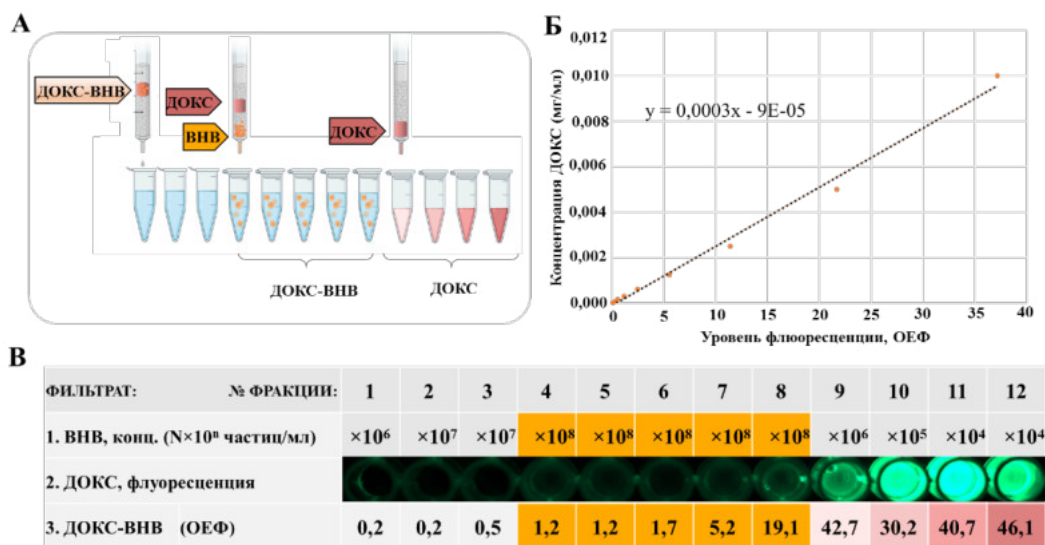 А
ДОКС-ВНВ
ДОКС
ВНВ
ДОКС
ДОКС-ВНВ
ДОКС
Б
Концентрация ДОКС (мг/мл)
0,012
0,010
0,008
0,006
0,004
0,002
0,000
y = 0,0003x - 9E-05
0 5 10 15 20 25 30 35 40
Уровень флюоресценции, ОЕФ
В
ФИЛЬТРАТ: № ФРАКЦИИ: 1 2 3 4 5 6 7 8 9 10 11 12
1. ВНВ, конц. (N×10ⁿ частиц/мл) ×10⁶ ×10⁷ ×10⁷ ×10⁸ ×10⁸ ×10⁸ ×10⁸ ×10⁸ ×10⁶ ×10⁵ ×10⁴ ×10⁴
2. ДОКС, флуоресценция
3. ДОКС-ВНВ (ОЕФ) 0,2 0,2 0,5 1,2 1,2 1,7 5,2 19,1 42,7 30,2 40,7 46,1